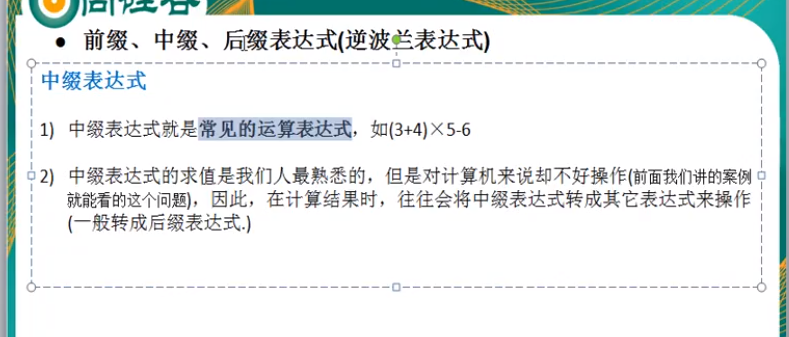 ● 前缀、中缀、后缀表达式(逆波兰表达式)
中缀表达式
1) 中缀表达式就是常见的运算表达式，如(3+4)×5-6
2) 中缀表达式的求值是我们人最熟悉的，但是对计算机来说却不好操作(前面我们讲的案例
就能看的这个问题)，因此，在计算结果时，往往会将中缀表达式转成其它表达式来操作
(一般转成后缀表达式.)